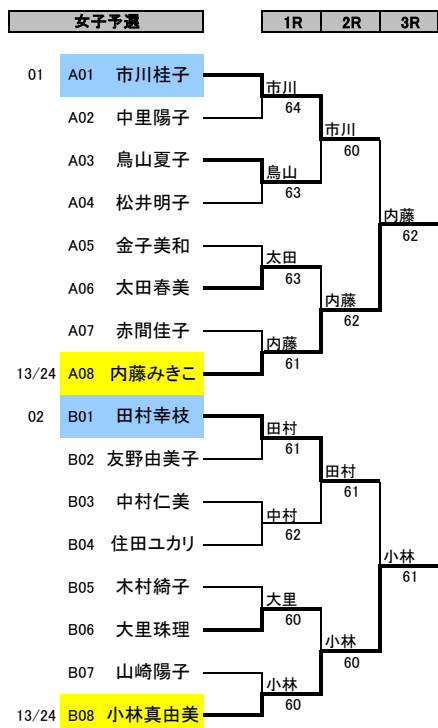 女子予選 1R 2R 3R
01 A01 市川桂子
市川
64
A02 中里陽子
市川
60
A03 鳥山夏子
鳥山
63
A04 松井明子
内藤
62
A05 金子美和
太田
63
A06 太田春美
内藤
62
A07 赤間佳子
内藤
61
13/24 A08 内藤みきこ
02 B01 田村幸枝
田村
61
B02 友野由美子
田村
61
B03 中村仁美
中村
62
B04 住田ユカリ
小林
61
B05 木村綺子
大里
60
B06 大里珠理
小林
60
B07 山崎陽子
小林
60
13/24 B08 小林真由美